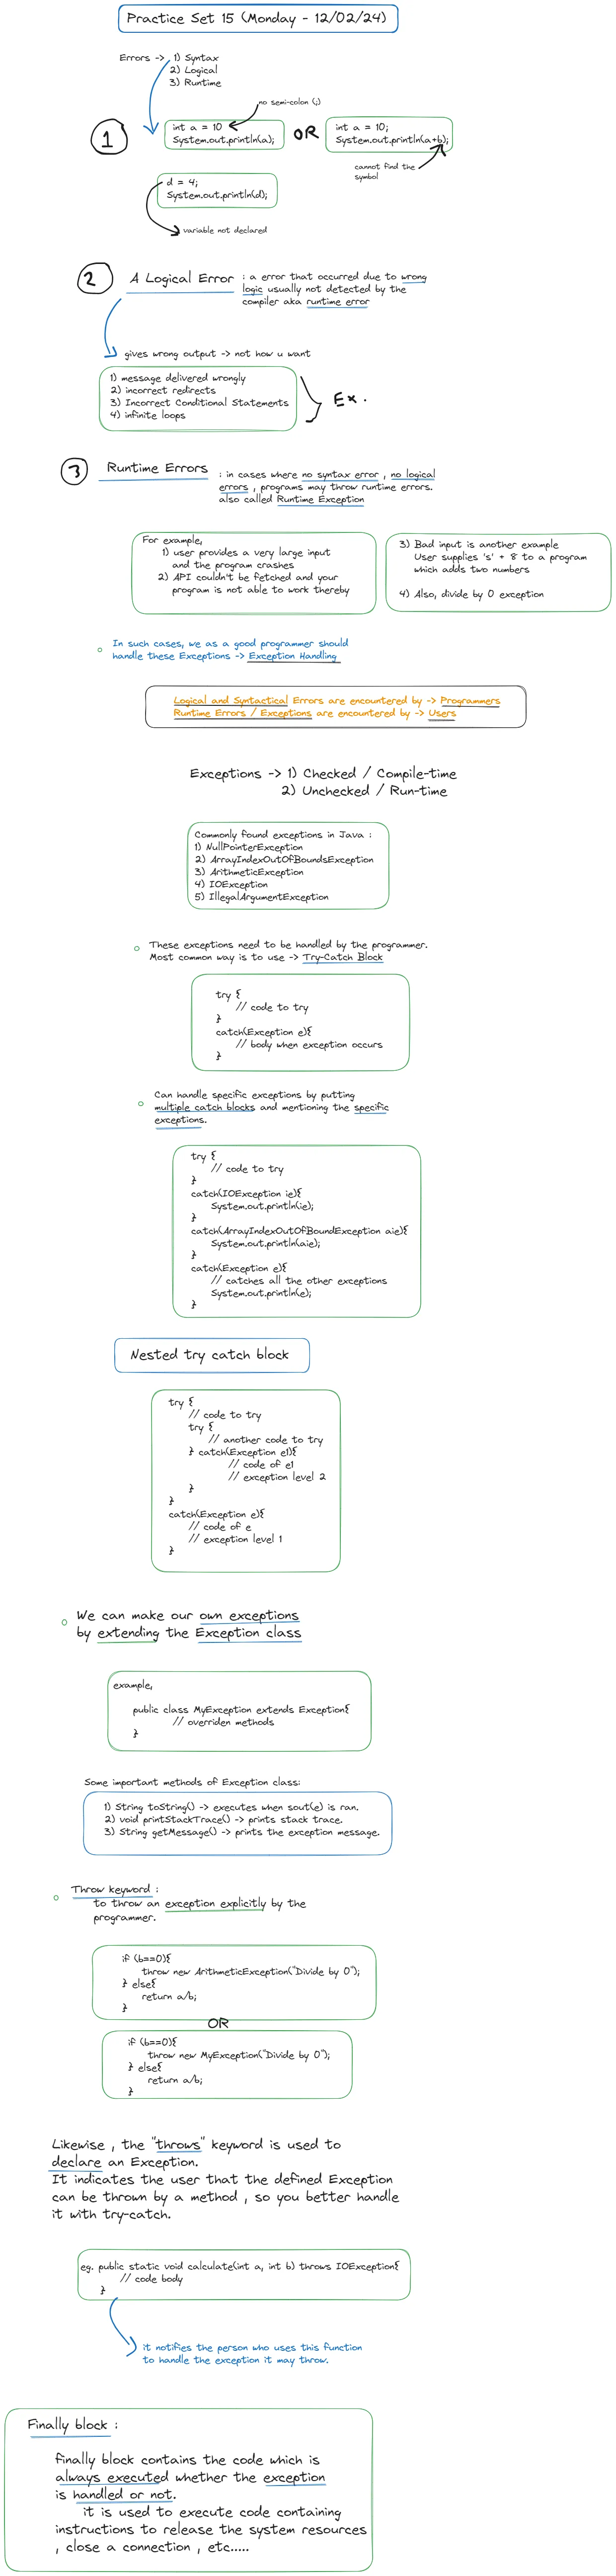 Practice Set 15 (Monday - 12/02/24)
Errors -> 1) Syntax
2) Logical
3) Runtime
no semi-colon (;)
1
int a = 10
System.out.println(a);
OR
int a = 10;
System.out.println(a+b);
cannot find the
symbol
d = 4;
System.out.println(d);
variable not declared
2
A Logical Error
: a error that occurred due to wrong
logic usually not detected by the
compiler aka runtime error
gives wrong output -> not how u want
1) message delivered wrongly
2) incorrect redirects
3) Incorrect Conditional Statements
4) infinite loops
Ex.
3
Runtime Errors
: in cases where no syntax error , no logical
errors , programs may throw runtime errors.
also called Runtime Exception
For example,
1) user provides a very large input
and the program crashes
2) API couldn't be fetched and your
program is not able to work thereby
3) Bad input is another example
User supplies 's' + 8 to a program
which adds two numbers
4) Also, divide by 0 exception
In such cases, we as a good programmer should
handle these Exceptions -> Exception Handling
Logical and Syntactical Errors are encountered by -> Programmers
Runtime Errors / Exceptions are encountered by -> Users
Exceptions -> 1) Checked / Compile-time
2) Unchecked / Run-time
Commonly found exceptions in Java :
1) NullPointerException
2) ArrayIndexOutOfBoundsException
3) ArithmeticException
4) IOException
5) IllegalArgumentException
These exceptions need to be handled by the programmer.
Most common way is to use -> Try-Catch Block
try {
// code to try
}
catch(Exception e){
// body when exception occurs
}
Can handle specific exceptions by putting
multiple catch blocks and mentioning the specific
exceptions.
try {
// code to try
}
catch(IOException ie){
System.out.println(ie);
}
catch(ArrayIndexOutOfBoundException aie){
System.out.println(aie);
}
catch(Exception e){
// catches all the other exceptions
System.out.println(e);
}
Nested try catch block
try {
// code to try
try {
// another code to try
} catch(Exception e1){
// code of e1
// exception level 2
}
}
catch(Exception e){
// code of e
// exception level 1
}
We can make our own exceptions
by extending the Exception class
example,
public class MyException extends Exception{
// overriden methods
}
Some important methods of Exception class:
1) String toString() -> executes when sout(e) is ran.
2) void printStackTrace() -> prints stack trace.
3) String getMessage() -> prints the exception message.
Throw keyword :
to throw an exception explicitly by the
programmer.
if (b==0){
throw new ArithmeticException("Divide by 0");
} else{
return a/b;
}
OR
if (b==0){
throw new MyException("Divide by 0");
} else{
return a/b;
}
Likewise , the "throws" keyword is used to
declare an Exception.
It indicates the user that the defined Exception
can be thrown by a method , so you better handle
it with try-catch.
eg. public static void calculate(int a, int b) throws IOException{
// code body
}
it notifies the person who uses this function
to handle the exception it may throw.
Finally block :
finally block contains the code which is
always executed whether the exception
is handled or not.
it is used to execute code containing
instructions to release the system resources
, close a connection , etc.....